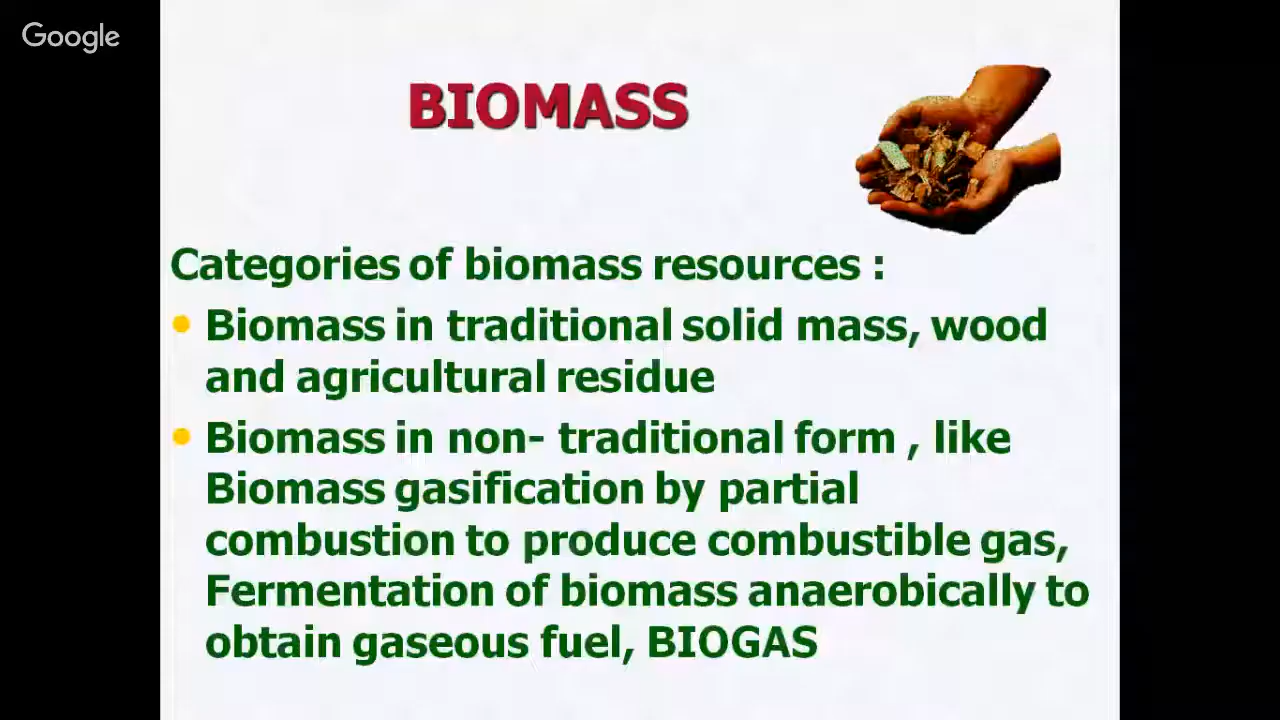 Google
BIOMASS
Categories of biomass resources :
• Biomass in traditional solid mass, wood
and agricultural residue
• Biomass in non- traditional form , like
Biomass gasification by partial
combustion to produce combustible gas,
Fermentation of biomass anaerobically to
obtain gaseous fuel, BIOGAS